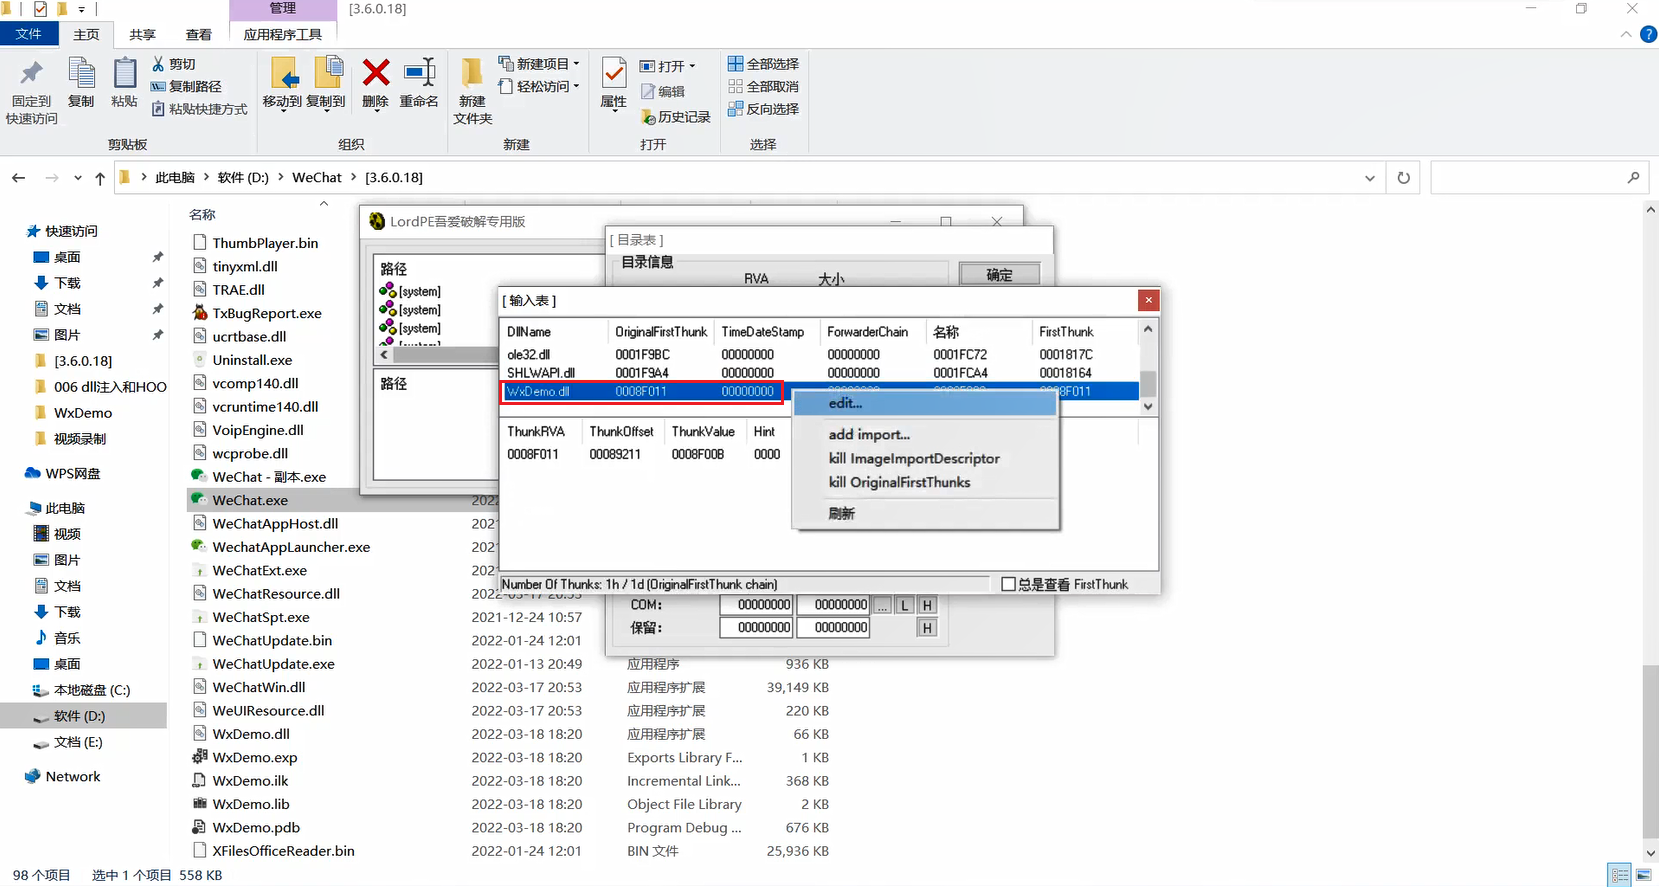 管理
[3.6.0.18]
文件
主页
共享
查看
应用程序工具
固定到
快速访问
复制
粘贴
剪切
复制路径
粘贴快捷方式
剪贴板
移动到
复制到
删除
重命名
组织
新建
文件夹
新建项目
轻松访问
新建
属性
打开
编辑
历史记录
打开
全部选择
全部取消
反向选择
选择
此电脑
软件 (D:)
WeChat
[3.6.0.18]
快速访问
桌面
下载
文档
图片
[3.6.0.18]
006 dll注入和HOO
WxDemo
视频录制
WPS网盘
此电脑
视频
图片
文档
下载
音乐
桌面
本地磁盘 (C:)
软件 (D:)
文档 (E:)
Network
名称
ThumbPlayer.bin
tinyxml.dll
TRAE.dll
TxBugReport.exe
ucrtbase.dll
Uninstall.exe
vcomp140.dll
vcruntime140.dll
VoipEngine.dll
wcprobe.dll
WeChat - 副本.exe
WeChat.exe 2022
WeChatAppHost.dll 2021
WechatAppLauncher.exe 2021
WeChatExt.exe 2022
WeChatResource.dll 2022-03-17 20:53
WeChatSpt.exe 2021-12-24 10:57
WeChatUpdate.bin 2022-01-24 12:01
WeChatUpdate.exe 2022-01-13 20:49 应用程序 936 KB
WeChatWin.dll 2022-03-17 20:53 应用程序扩展 39,149 KB
WeUIResource.dll 2022-03-17 20:53 应用程序扩展 220 KB
WxDemo.dll 2022-03-18 18:20 应用程序扩展 66 KB
WxDemo.exp 2022-03-18 18:20 Exports Library F... 1 KB
WxDemo.ilk 2022-03-18 18:20 Incremental Link... 368 KB
WxDemo.lib 2022-03-18 18:20 Object File Library 2 KB
WxDemo.pdb 2022-03-18 18:20 Program Debug ... 676 KB
XFilesOfficeReader.bin 2022-01-24 12:01 BIN 文件 25,936 KB
LordPE吾爱破解专用版
路径
[system]
[system]
[system]
路径
[ 目录表 ]
目录信息
RVA 大小
确定
[ 输入表 ]
DllName OriginalFirstThunk TimeDateStamp ForwarderChain 名称 FirstThunk
ole32.dll 0001F9BC 00000000 00000000 0001FC72 0001817C
SHLWAPI.dll 0001F9A4 00000000 00000000 0001FCA4 00018164
WxDemo.dll 0008F011 00000000
edit...
add import...
kill ImageImportDescriptor
kill OriginalFirstThunks
刷新
ThunkRVA ThunkOffset ThunkValue Hint
0008F011 00089211 0008F00B 0000
Number Of Thunks: 1h / 1d (OriginalFirstThunk chain)
总是查看 FirstThunk
COM: 00000000 00000000 ... L H
保留: 00000000 00000000 H
98 个项目 选中 1 个项目 558 KB